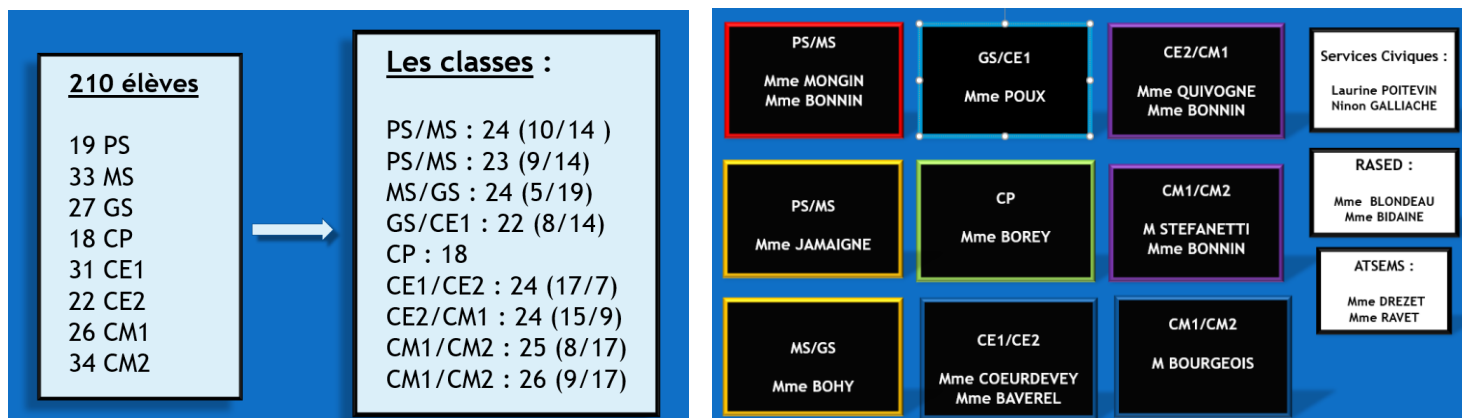 210 élèves
19 PS
33 MS
27 GS
18 CP
31 CE1
22 CE2
26 CM1
34 CM2
Les classes :
PS/MS : 24 (10/14 )
PS/MS : 23 (9/14)
MS/GS : 24 (5/19)
GS/CE1 : 22 (8/14)
CP : 18
CE1/CE2 : 24 (17/7)
CE2/CM1 : 24 (15/9)
CM1/CM2 : 25 (8/17)
CM1/CM2 : 26 (9/17)
PS/MS
Mme MONGIN
Mme BONNIN
GS/CE1
Mme POUX
CE2/CM1
Mme QUIVOGNE
Mme BONNIN
Services Civiques :
Laurine POITEVIN
Ninon GALLIACHE
PS/MS
Mme JAMAIGNE
CP
Mme BOREY
CM1/CM2
M STEFANETTI
Mme BONNIN
RASED :
Mme BLONDEAU
Mme BIDAINE
MS/GS
Mme BOHY
CE1/CE2
Mme COEURDEVEY
Mme BAVEREL
CM1/CM2
M BOURGEOIS
ATSEMS :
Mme DREZET
Mme RAVET